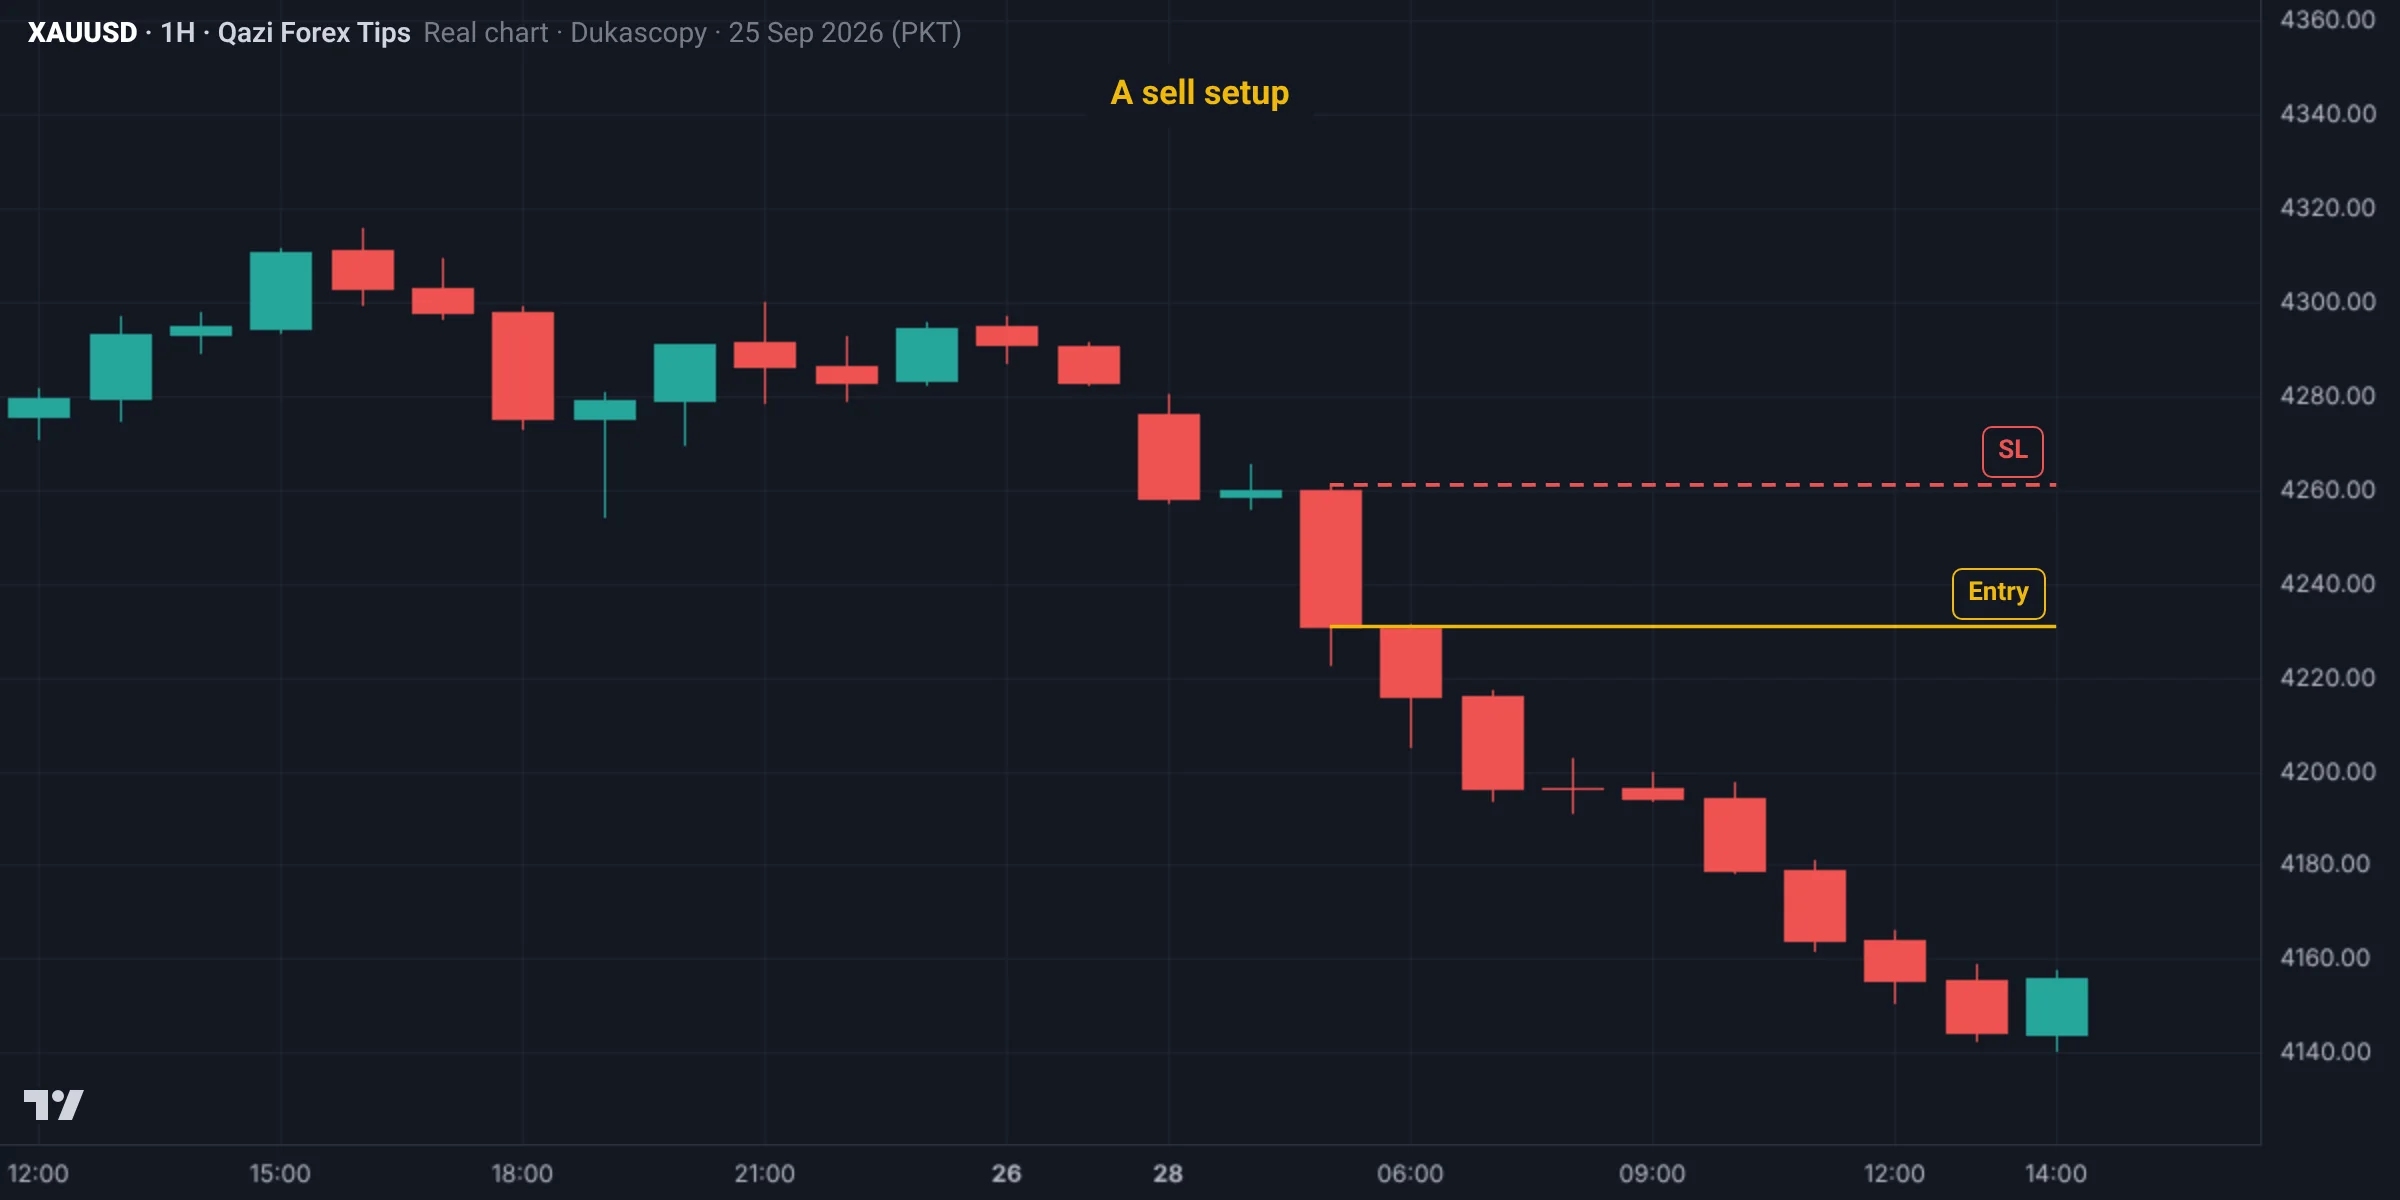 XAUUSD · 1H · Qazi Forex Tips Real chart · Dukascopy · 25 Sep 2026 (PKT)
A sell setup
4360.00
4340.00
4320.00
4300.00
4280.00
SL
4260.00
Entry
4240.00
4220.00
4200.00
4180.00
4160.00
4140.00
12:00 15:00 18:00 21:00 26 28 06:00 09:00 12:00 14:00